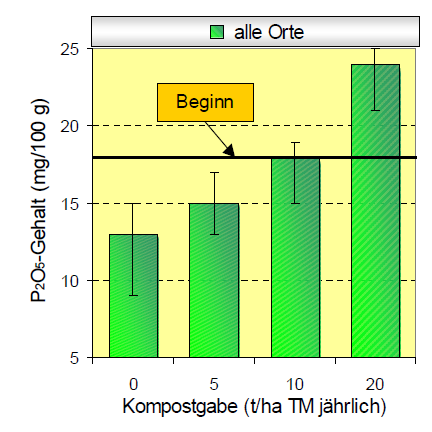 alle Orte
P2O5-Gehalt (mg/100 g)
25
20
15
10
5
Beginn
0 5 10 20
Kompostgabe (t/ha TM jährlich)